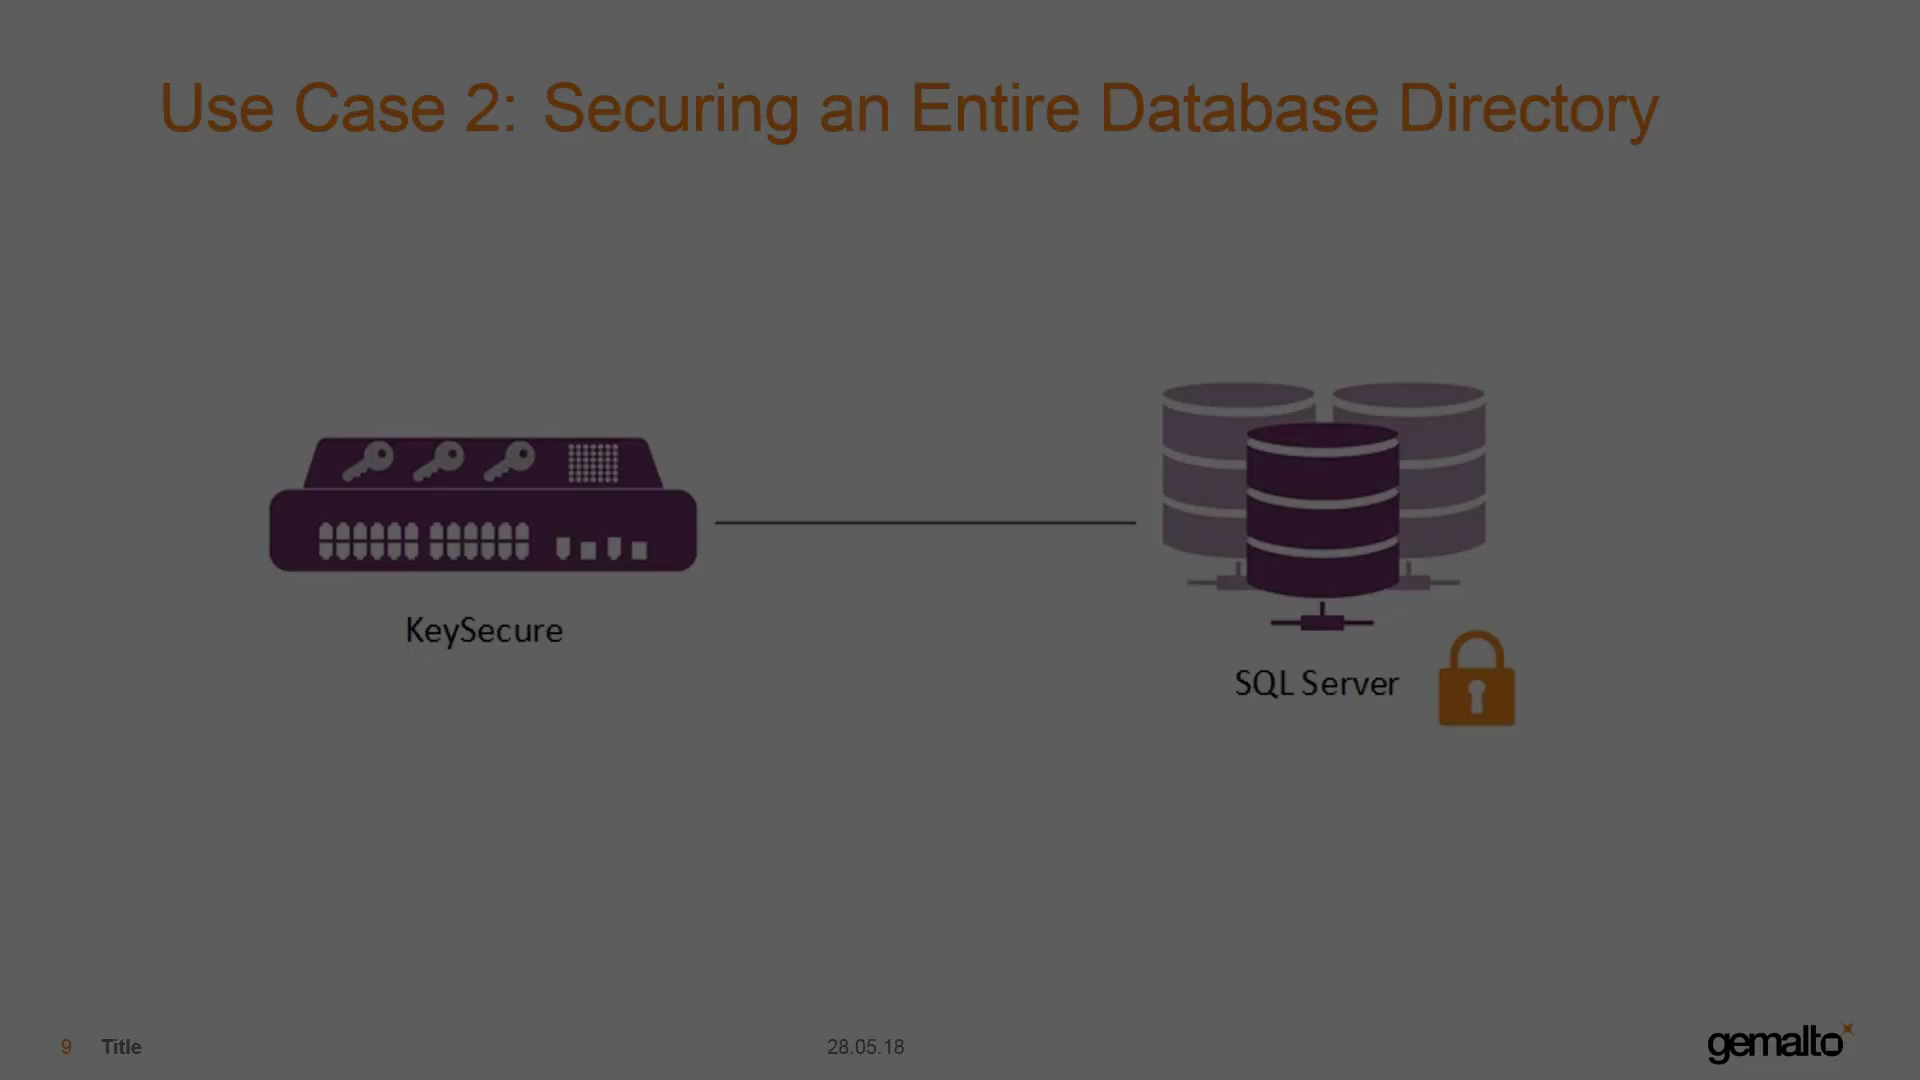 Use Case 2: Securing an Entire Database Directory
KeySecure
SQL Server
9 Title 28.05.18 gemalto